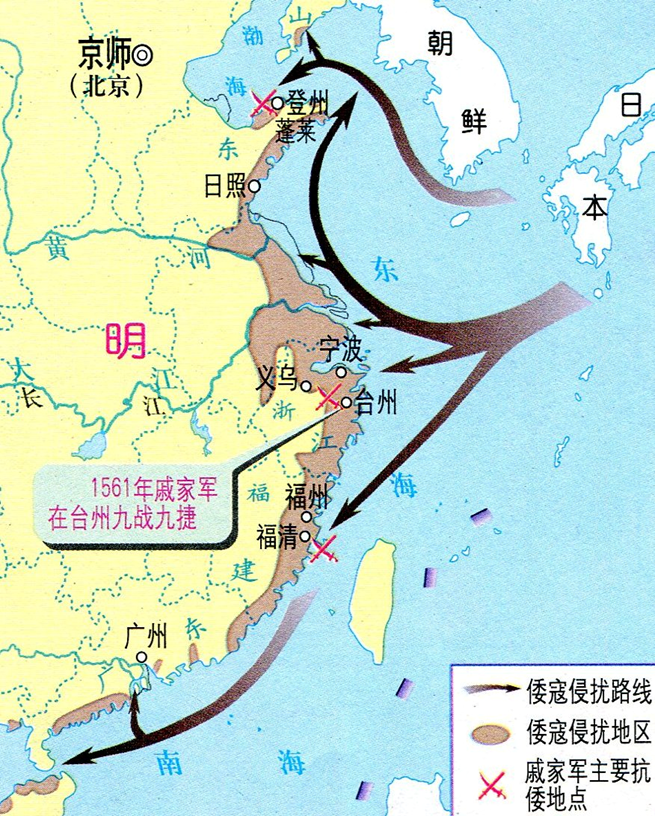 京师
（北京）
渤
海
山
东
登州
蓬莱
日照
朝
鲜
日
本
黄
河
东
海
明
大
江
长
江
宁波
义乌
台州
浙
江
1561年戚家军
在台州九战九捷
福
建
福州
福清
广州
广
东
南
海
倭寇侵扰路线
倭寇侵扰地区
戚家军主要抗
倭地点